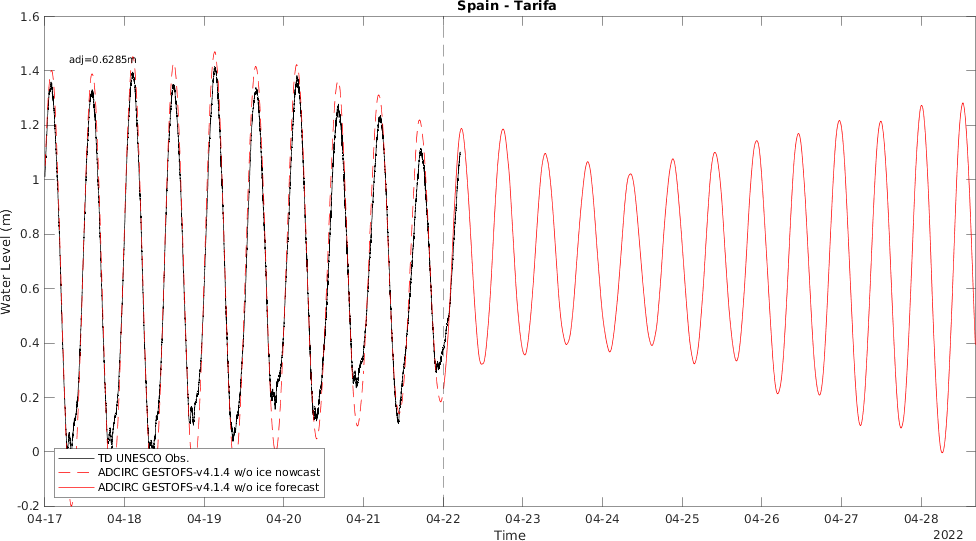 Spain - Tarifa
1.6
1.4
1.2
1
0.8
0.6
0.4
0.2
0
-0.2
Water Level (m)
adj=0.6285m
TD UNESCO Obs.
ADCIRC GESTOFS-v4.1.4 w/o ice nowcast
ADCIRC GESTOFS-v4.1.4 w/o ice forecast
04-17 04-18 04-19 04-20 04-21 04-22 04-23 04-24 04-25 04-26 04-27 04-28
Time
2022